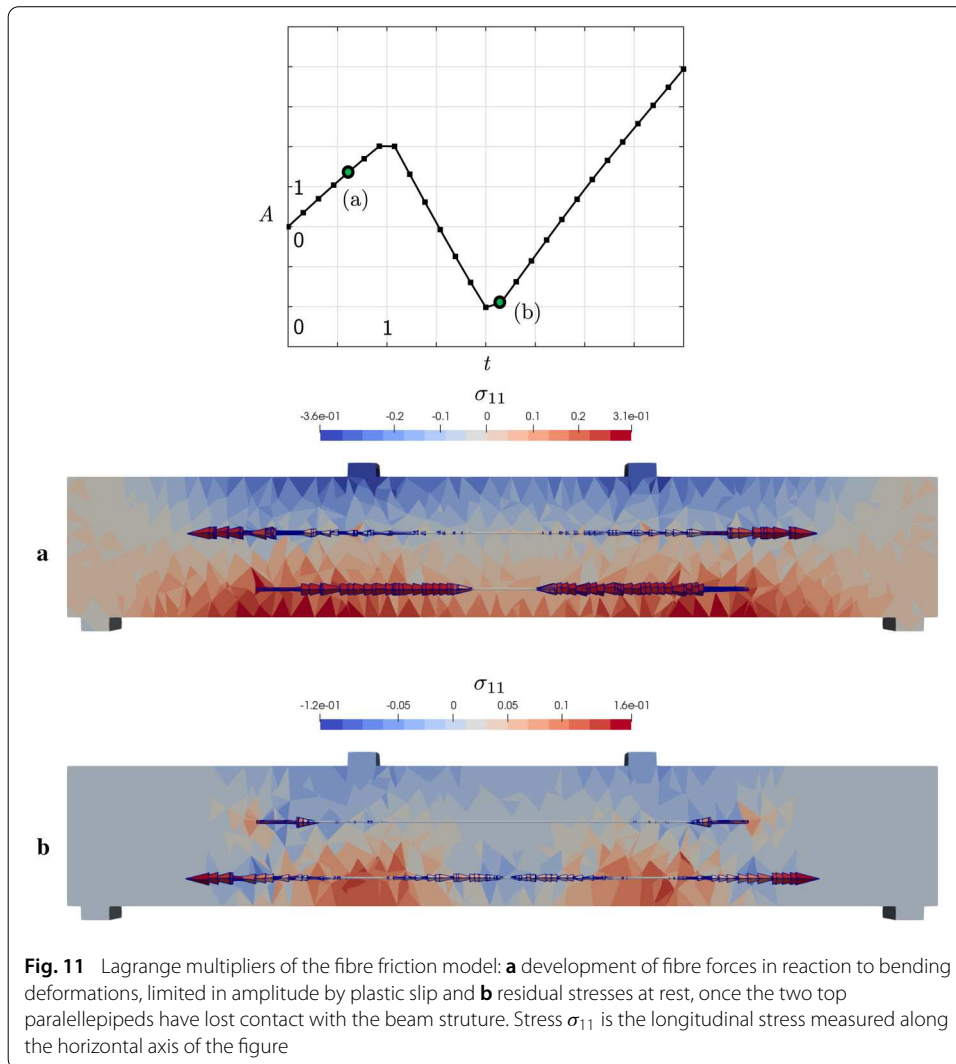 1
A
(a)
0
(b)
0 1
t
σ₁₁
-3.6e-01 -0.2 -0.1 0 0.1 0.2 3.1e-01
a
σ₁₁
-1.2e-01 -0.05 0 0.05 0.1 1.6e-01
b
Fig. 11 Lagrange multipliers of the fibre friction model: a development of fibre forces in reaction to bending
deformations, limited in amplitude by plastic slip and b residual stresses at rest, once the two top
paralellepipeds have lost contact with the beam struture. Stress σ₁₁ is the longitudinal stress measured along
the horizontal axis of the figure